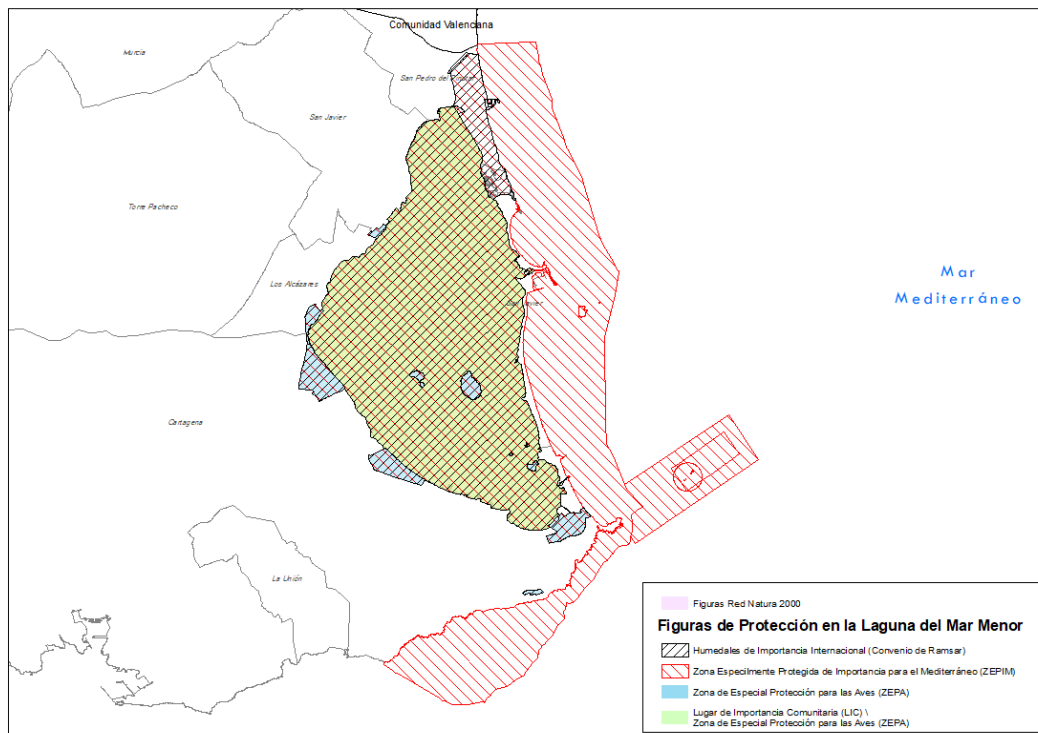 Comunidad Valenciana
Murcia
San Pedro del Pinatar
San Javier
Torre Pacheco
Mar
Mediterráneo
Los Alcázares
San Javier
Cartagena
La Unión
Figuras Red Natura 2000
Figuras de Protección en la Laguna del Mar Menor
Humedales de Importancia Internacional (Convenio de Ramsar)
Zona Especilmente Protegida de Importancia para el Mediterráneo (ZEPIM)
Zona de Especial Protección para las Aves (ZEPA)
Lugar de Importancia Comunitaria (LIC) \
Zona de Especial Protección para las Aves (ZEPA)